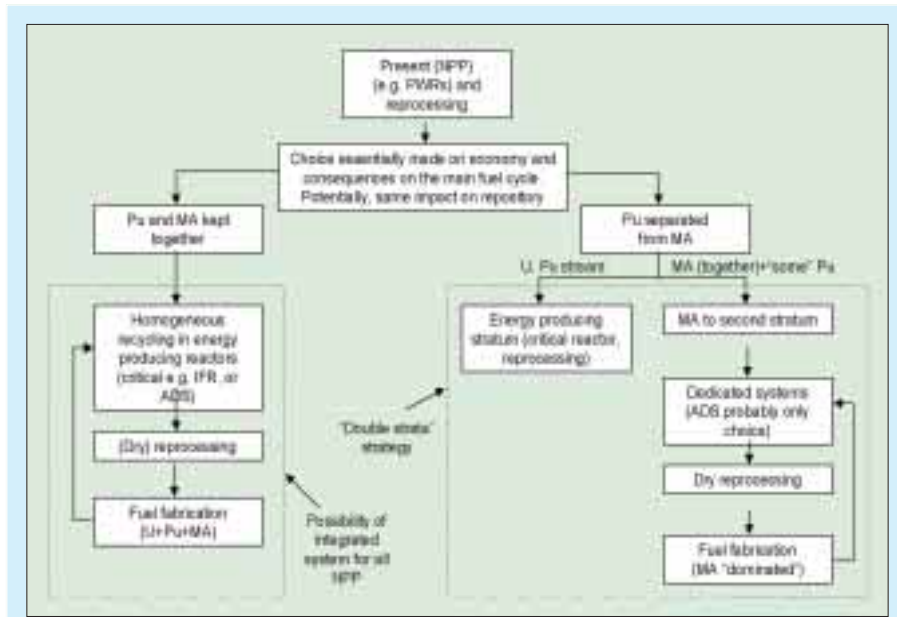 Present (NPP)
(e.g. PWRs) and
reprocessing
Choice essentially made on economy and
consequences on the main fuel cycle
Potentially, same impact on repository
Pu and MA kept
together
Pu separated
from MA
U, Pu stream
MA (together)+"some" Pu
Homogeneous
recycling in energy
producing reactors
(critical e.g. IFR, or
ADS)
(Dry) reprocessing
Fuel fabrication
(U+Pu+MA)
Possibility of
integrated
system for all
NPP
"Double strata"
strategy
Energy producing
stratum (critical reactor,
reprocessing)
MA to second stratum
Dedicated systems
(ADS probably only
choice)
Dry reprocessing
Fuel fabrication
(MA "dominated")